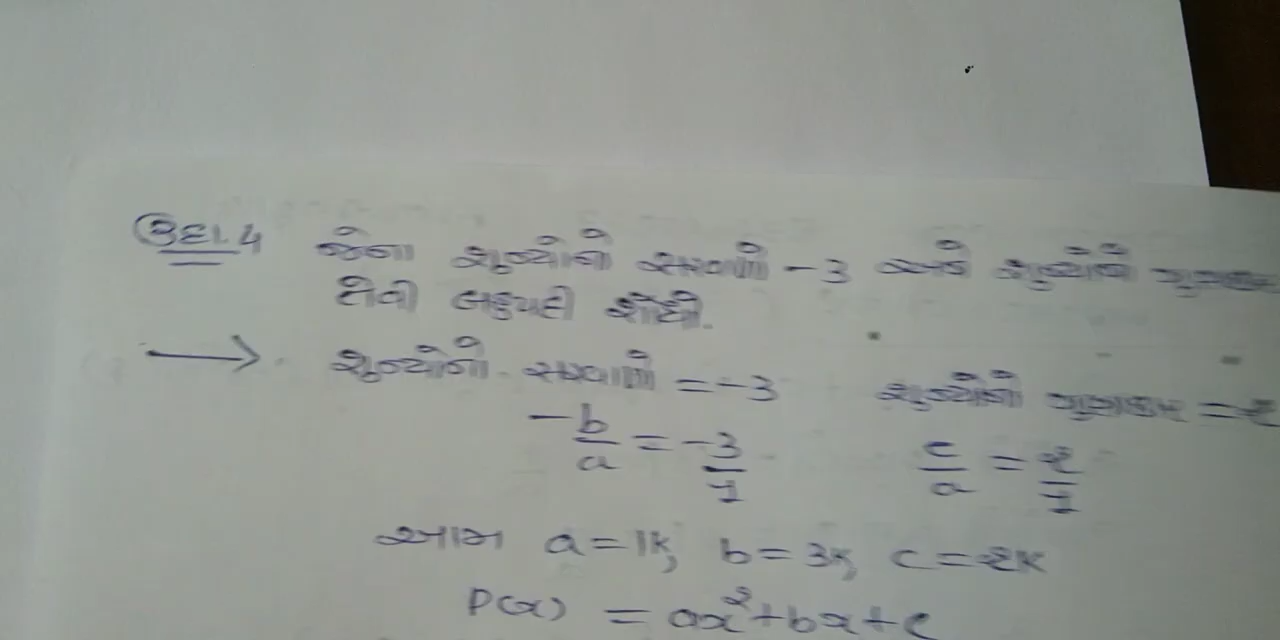 ઉદા.4 જેના શૂન્યોનો સરવાળો -3 અને શૂન્યોનો ગુણાકાર
તેવી બહુપદી શોધો.
→ શૂન્યોનો સરવાળો = -3 શૂન્યોનો ગુણાકાર = 2
-b/a = -3/1 c/a = 2/1
આમ a = 1k, b = 3k, c = 2k
P(x) = ax²+bx+c